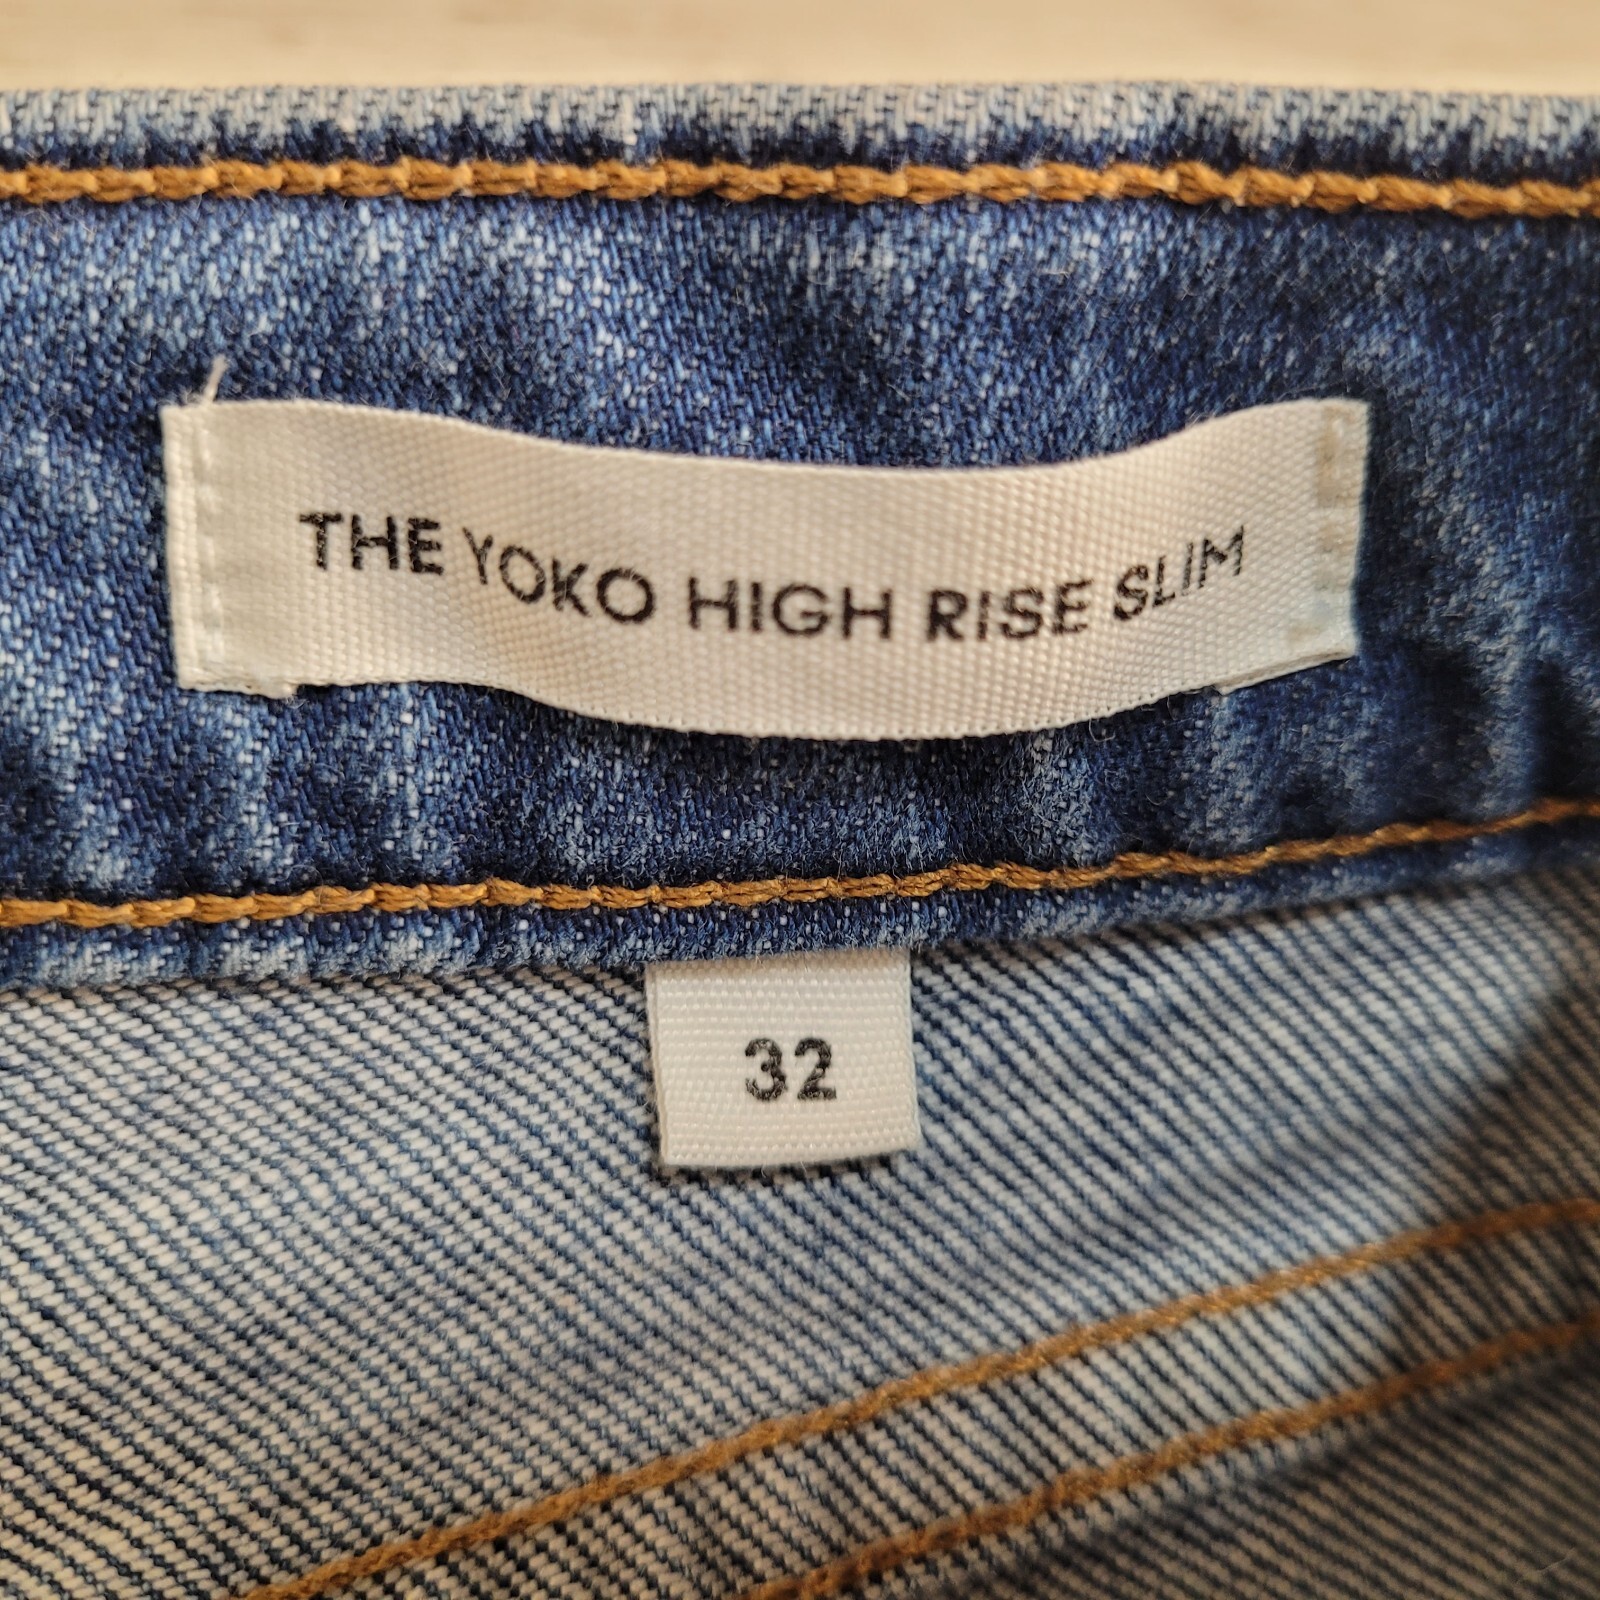 THE YOKO HIGH RISE SLIM
32